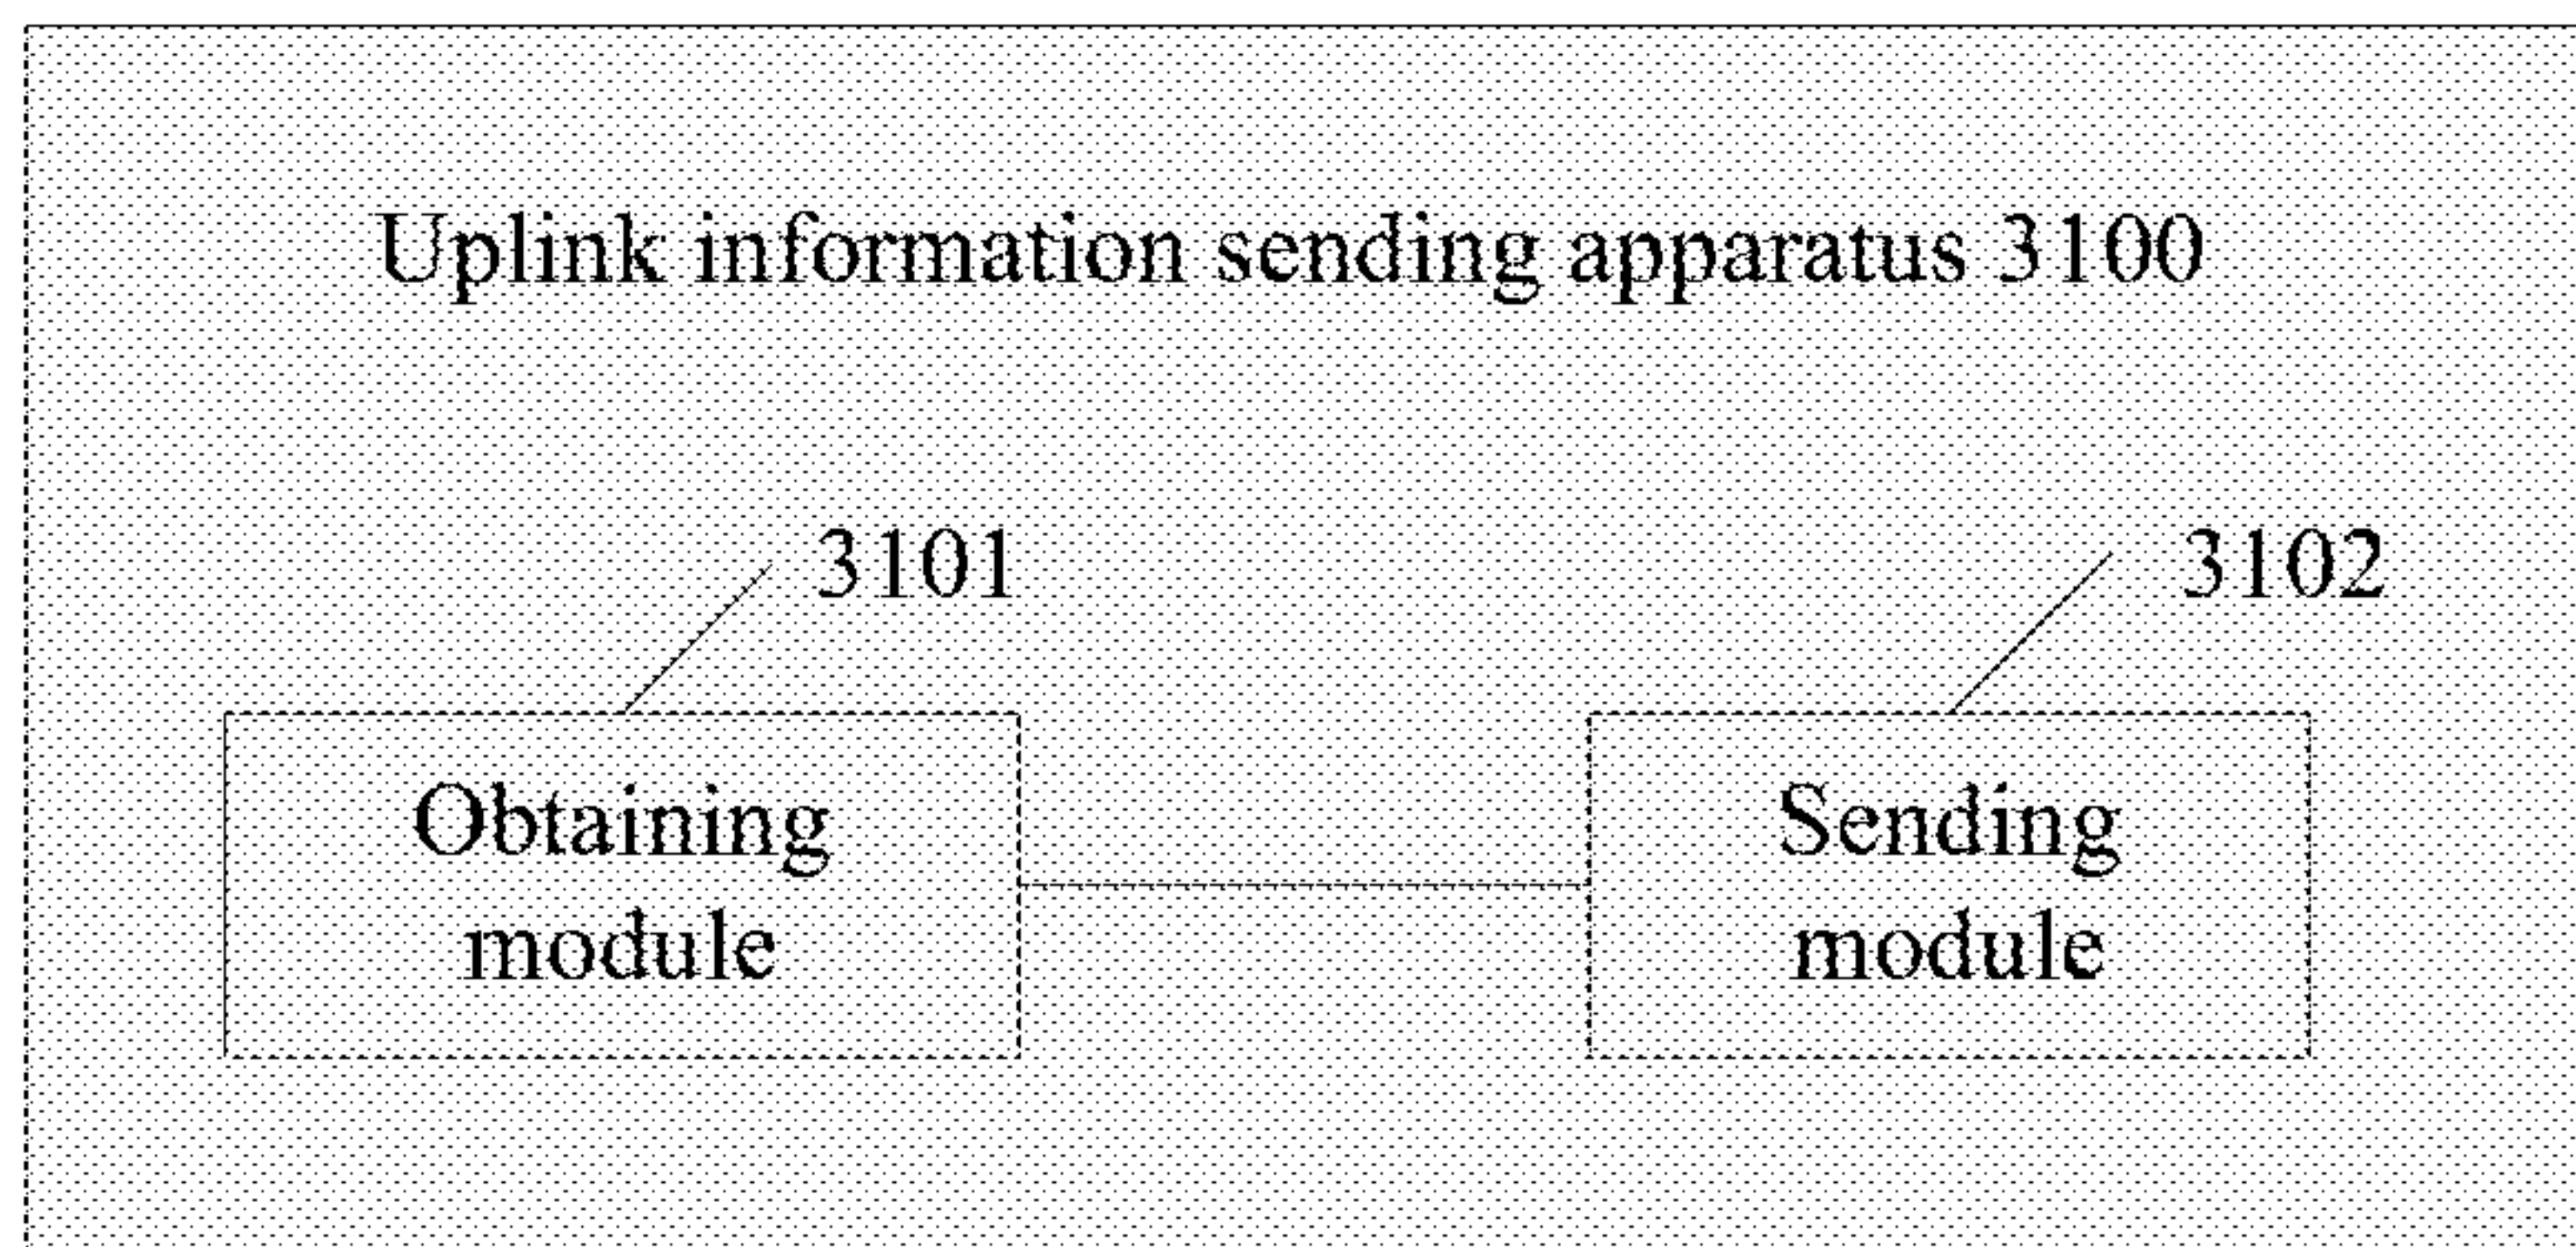 Uplink information sending apparatus 3100
3101
3102
Obtaining
module
Sending
module